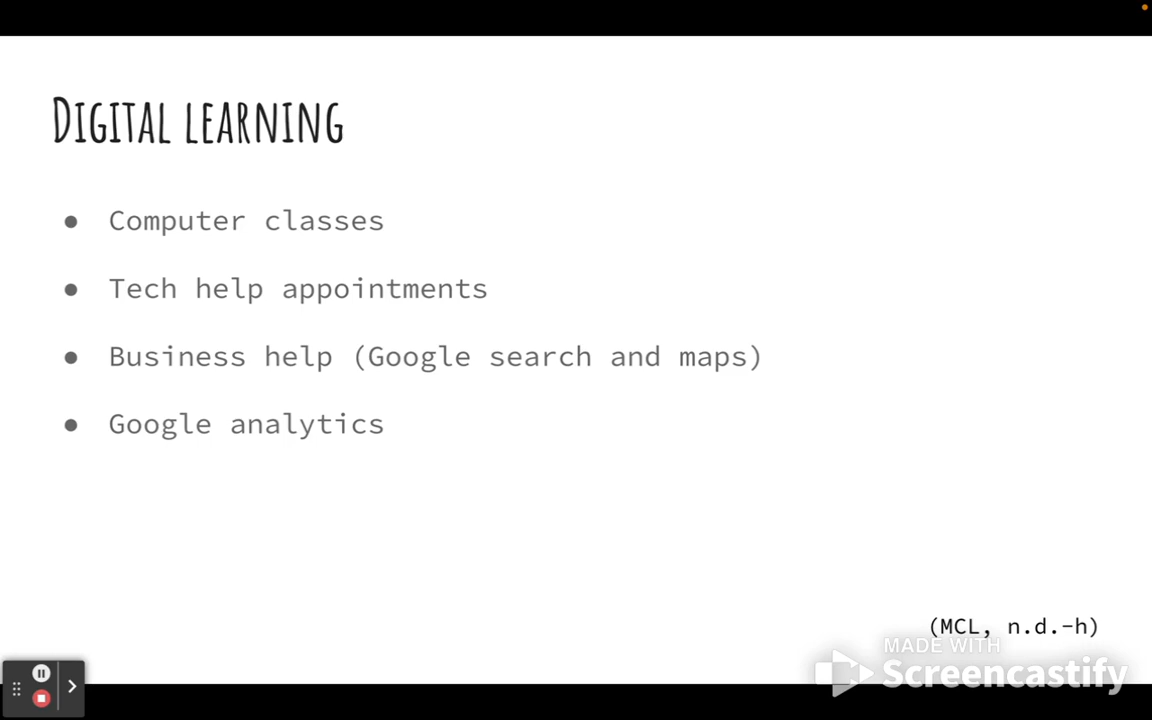 Digital learning
● Computer classes
● Tech help appointments
● Business help (Google search and maps)
● Google analytics
(MCL, n.d.-h)
MADE WITH
Screencastify